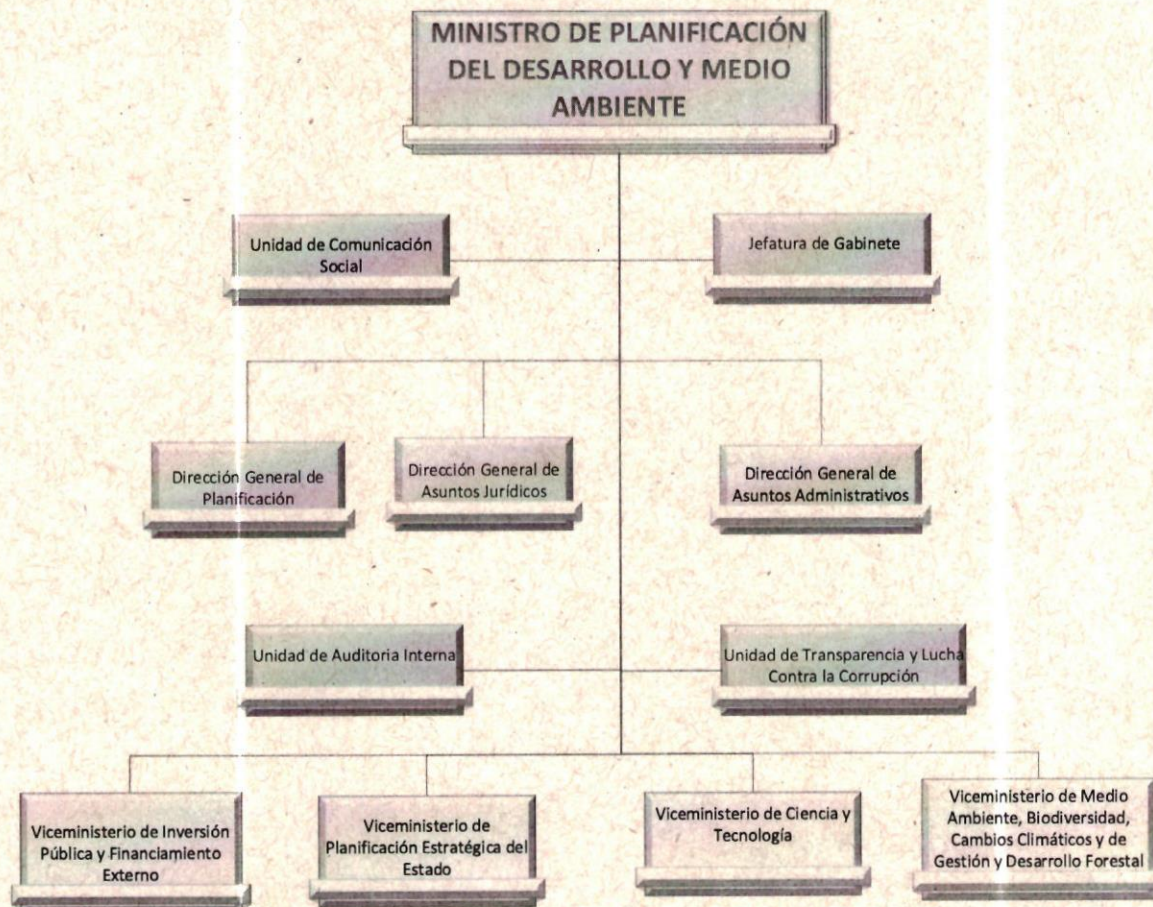 MINISTRO DE PLANIFICACIÓN
DEL DESARROLLO Y MEDIO
AMBIENTE
Unidad de Comunicación
Social
Jefatura de Gabinete
Dirección General de
Planificación
Dirección General de
Asuntos Jurídicos
Dirección General de
Asuntos Administrativos
Unidad de Auditoria Interna
Unidad de Transparencia y Lucha
Contra la Corrupción
Viceministerio de Inversión
Pública y Financiamiento
Externo
Viceministerio de
Planificación Estratégica del
Estado
Viceministerio de Ciencia y
Tecnología
Viceministerio de Medio
Ambiente, Biodiversidad,
Cambios Climáticos y de
Gestión y Desarrollo Forestal